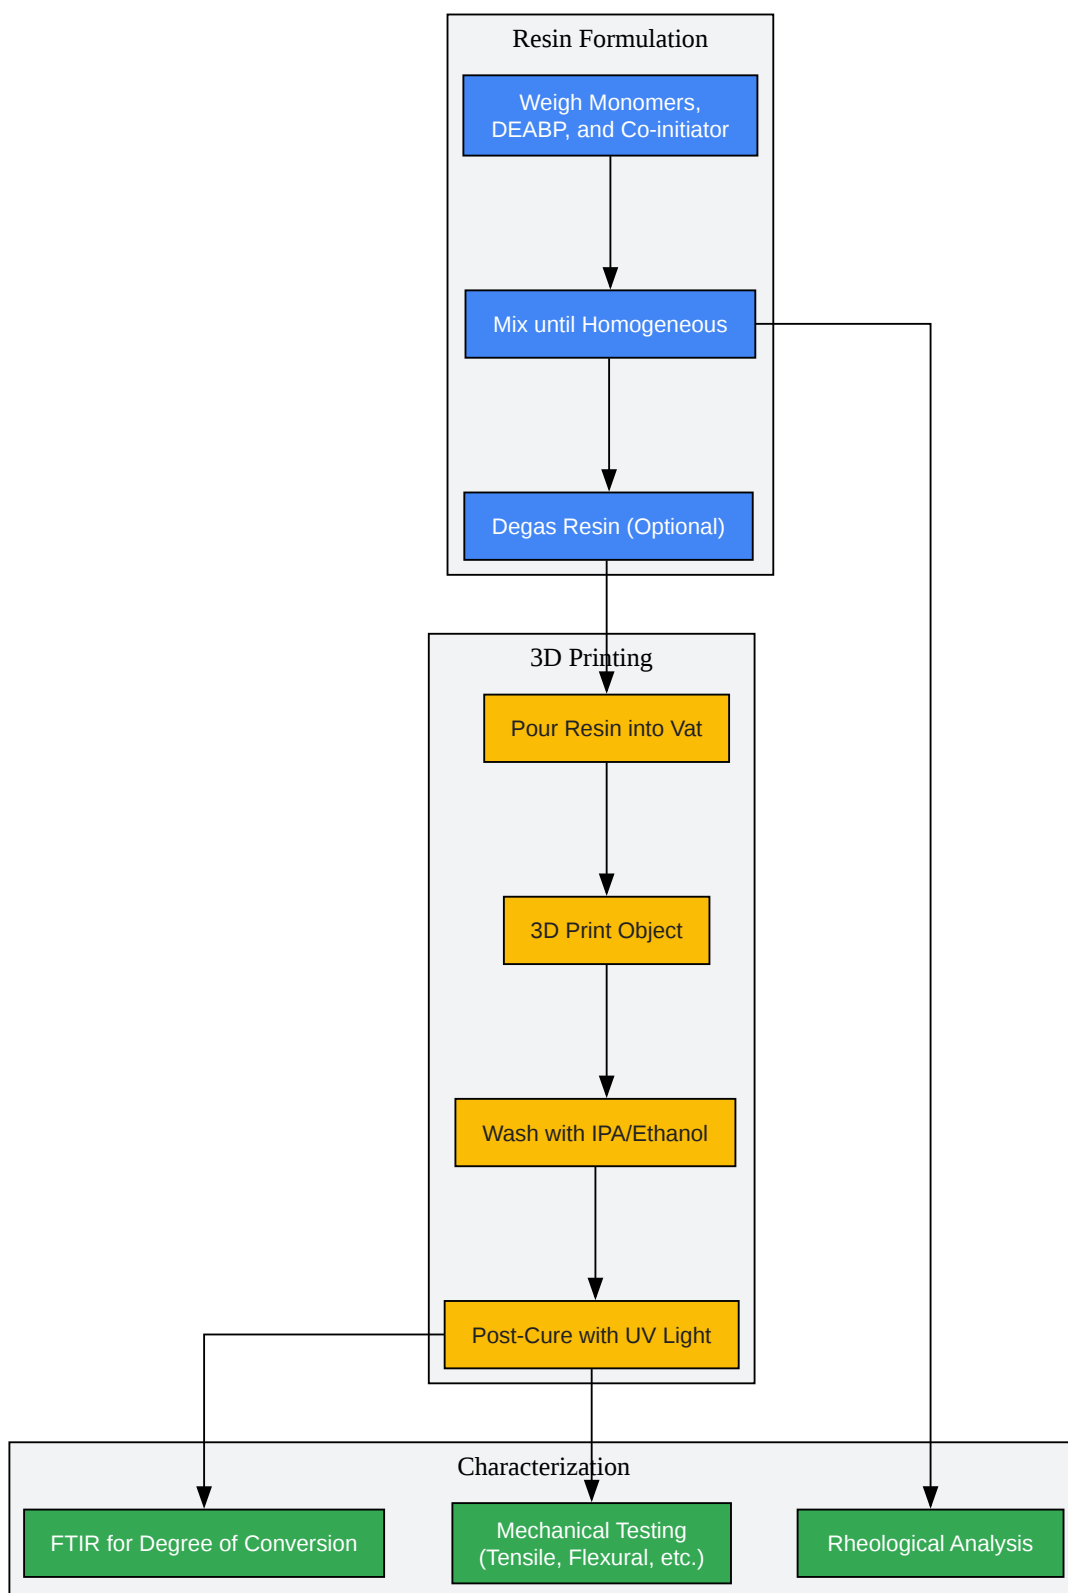 Resin Formulation
Weigh Monomers,
DEABP, and Co-initiator
Mix until Homogeneous
Degas Resin (Optional)
3D Printing
Pour Resin into Vat
3D Print Object
Wash with IPA/Ethanol
Post-Cure with UV Light
Characterization
FTIR for Degree of Conversion
Mechanical Testing
(Tensile, Flexural, etc.)
Rheological Analysis